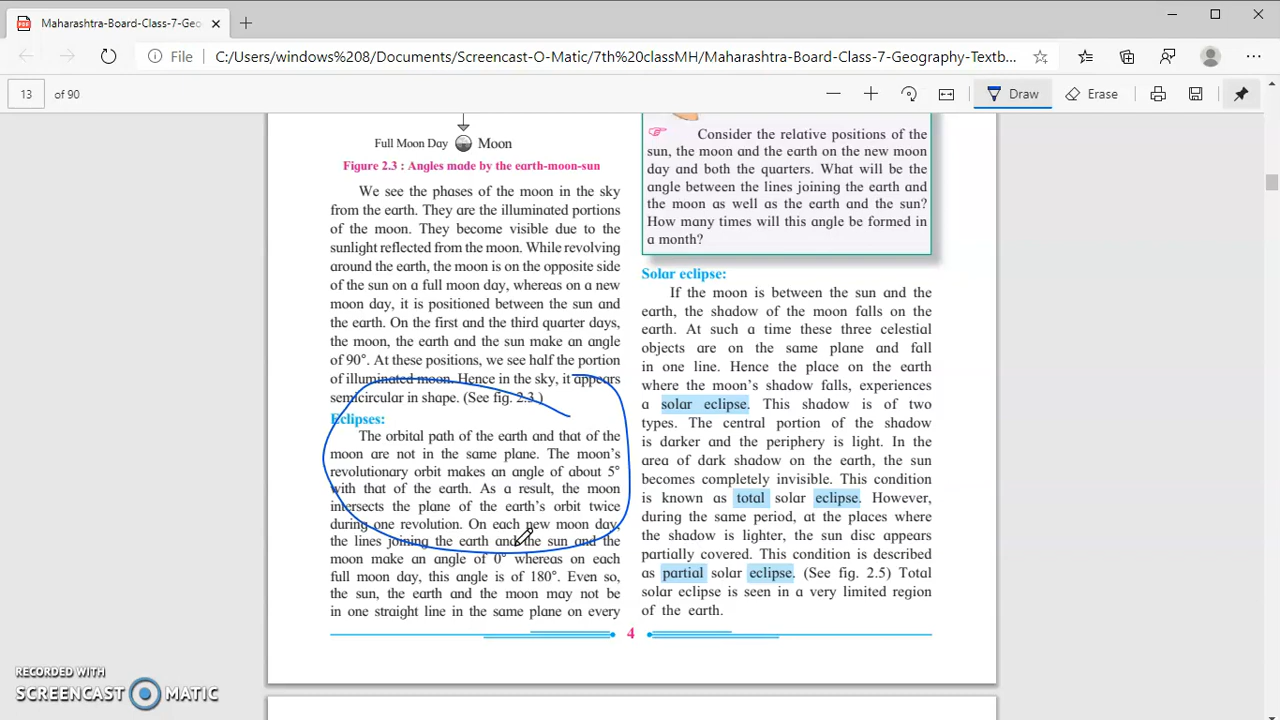 Maharashtra-Board-Class-7-Geo
File
C:/Users/windows%208/Documents/Screencast-O-Matic/7th%20classMH/Maharashtra-Board-Class-7-Geography-Textb...
13 of 90
Draw
Erase
Full Moon Day Moon
Figure 2.3 : Angles made by the earth-moon-sun
We see the phases of the moon in the sky
from the earth. They are the illuminated portions
of the moon. They become visible due to the
sunlight reflected from the moon. While revolving
around the earth, the moon is on the opposite side
of the sun on a full moon day, whereas on a new
moon day, it is positioned between the sun and
the earth. On the first and the third quarter days,
the moon, the earth and the sun make an angle
of 90°. At these positions, we see half the portion
of illuminated moon. Hence in the sky, it appears
semicircular in shape. (See fig. 2.3.)
Eclipses:
The orbital path of the earth and that of the
moon are not in the same plane. The moon's
revolutionary orbit makes an angle of about 5°
with that of the earth. As a result, the moon
intersects the plane of the earth's orbit twice
during one revolution. On each new moon day,
the lines joining the earth and the sun and the
moon make an angle of 0° whereas on each
full moon day, this angle is of 180°. Even so,
the sun, the earth and the moon may not be
in one straight line in the same plane on every
Consider the relative positions of the
sun, the moon and the earth on the new moon
day and both the quarters. What will be the
angle between the lines joining the earth and
the moon as well as the earth and the sun?
How many times will this angle be formed in
a month?
Solar eclipse:
If the moon is between the sun and the
earth, the shadow of the moon falls on the
earth. At such a time these three celestial
objects are on the same plane and fall
in one line. Hence the place on the earth
where the moon's shadow falls, experiences
a solar eclipse. This shadow is of two
types. The central portion of the shadow
is darker and the periphery is light. In the
area of dark shadow on the earth, the sun
becomes completely invisible. This condition
is known as total solar eclipse. However,
during the same period, at the places where
the shadow is lighter, the sun disc appears
partially covered. This condition is described
as partial solar eclipse. (See fig. 2.5) Total
solar eclipse is seen in a very limited region
of the earth.
4
RECORDED WITH
SCREENCAST MATIC